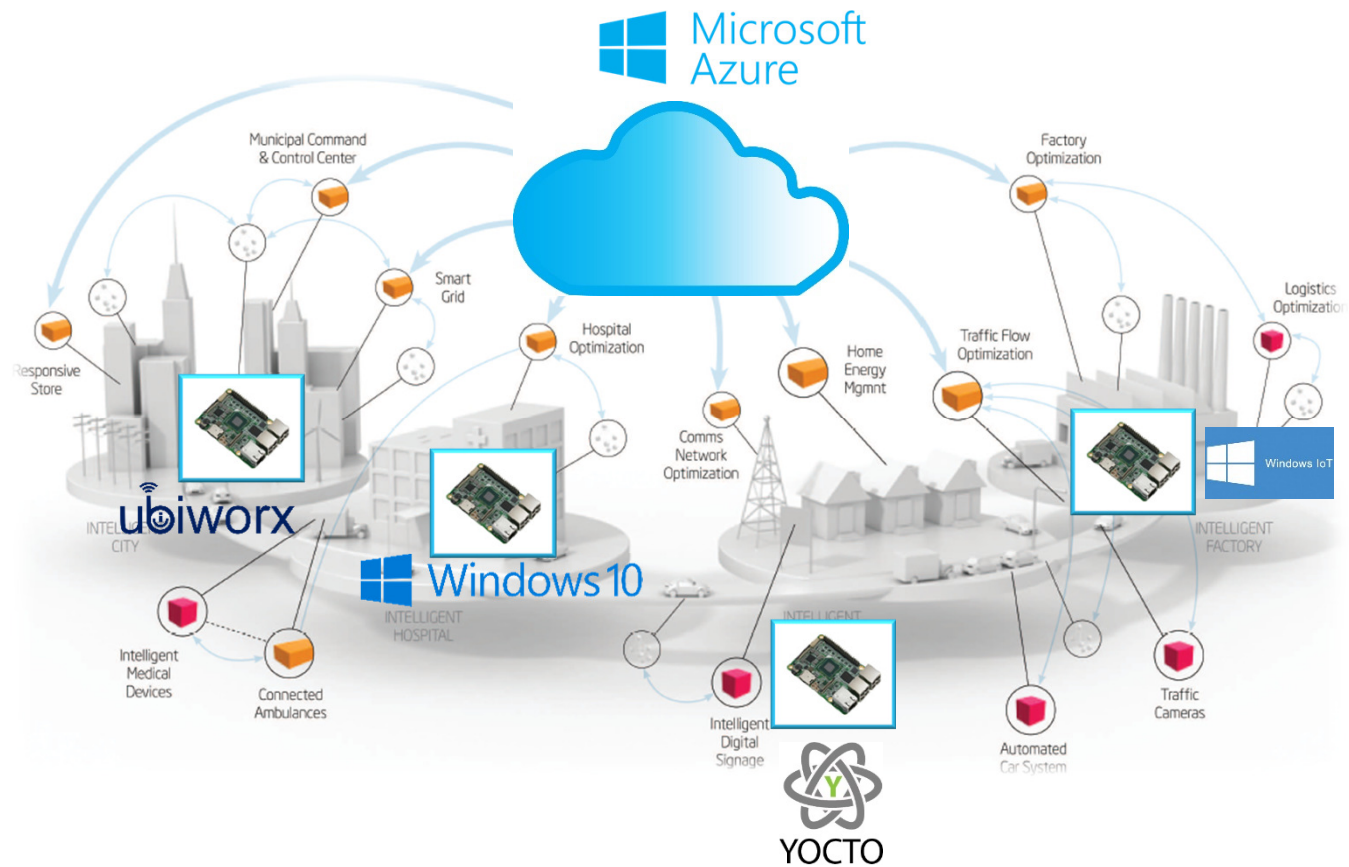 Microsoft
Azure
Municipal Command
& Control Center
Factory
Optimization
Smart
Grid
Logistics
Optimization
Hospital
Optimization
Traffic Flow
Optimization
Home
Energy
Mgmnt
Responsive
Store
Comms
Network
Optimization
Windows IoT
ubiworx
INTELLIGENT
CITY
INTELLIGENT
FACTORY
Windows 10
INTELLIGENT
HOSPITAL
INTELLIGENT
Intelligent
Medical
Devices
Connected
Ambulances
Intelligent
Digital
Signage
Traffic
Cameras
Automated
Car System
Y
YOCTO